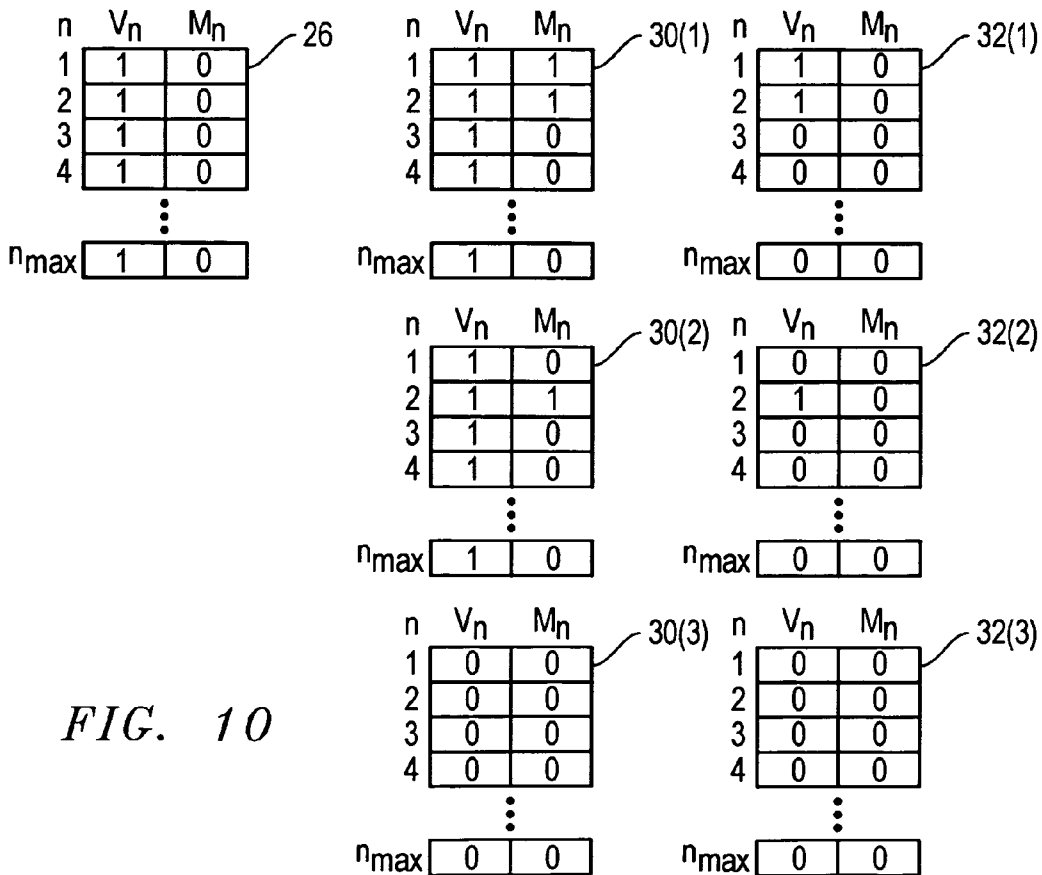 n Vn Mn 26
1 1 0
2 1 0
3 1 0
4 1 0
nmax 1 0
n Vn Mn 30(1)
1 1 1
2 1 1
3 1 0
4 1 0
nmax 1 0
n Vn Mn 32(1)
1 1 0
2 1 0
3 0 0
4 0 0
nmax 0 0
n Vn Mn 30(2)
1 1 0
2 1 1
3 1 0
4 1 0
nmax 1 0
n Vn Mn 32(2)
1 0 0
2 1 0
3 0 0
4 0 0
nmax 0 0
n Vn Mn 30(3)
1 0 0
2 0 0
3 0 0
4 0 0
nmax 0 0
n Vn Mn 32(3)
1 0 0
2 0 0
3 0 0
4 0 0
nmax 0 0
FIG. 10